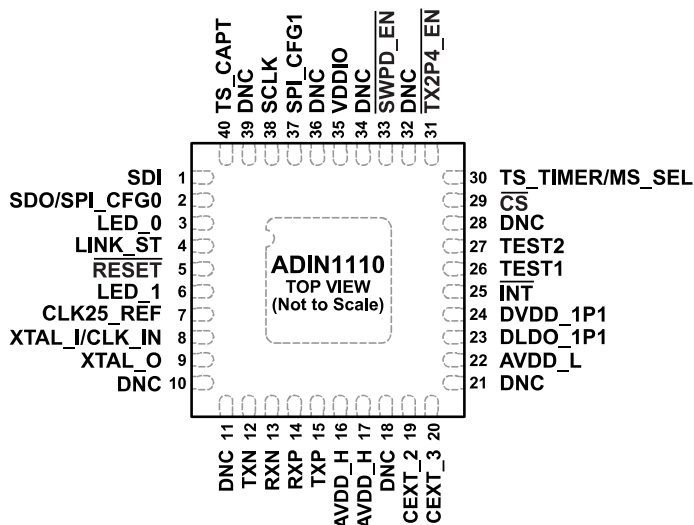 40 TS_CAPT
39 DNC
38 SCLK
37 SPI_CFG1
36 DNC
35 VDDIO
34 DNC
33 SWPD_EN
32 DNC
31 TX2P4_EN
SDI 1
SDO/SPI_CFG0 2
LED_0 3
LINK_ST 4
RESET 5
LED_1 6
CLK25_REF 7
XTAL_I/CLK_IN 8
XTAL_O 9
DNC 10
ADIN1110
TOP VIEW
(Not to Scale)
30 TS_TIMER/MS_SEL
29 CS
28 DNC
27 TEST2
26 TEST1
25 INT
24 DVDD_1P1
23 DLDO_1P1
22 AVDD_L
21 DNC
DNC 11
TXN 12
RXN 13
RXP 14
TXP 15
AVDD_H 16
AVDD_H 17
DNC 18
CEXT_2 19
CEXT_3 20